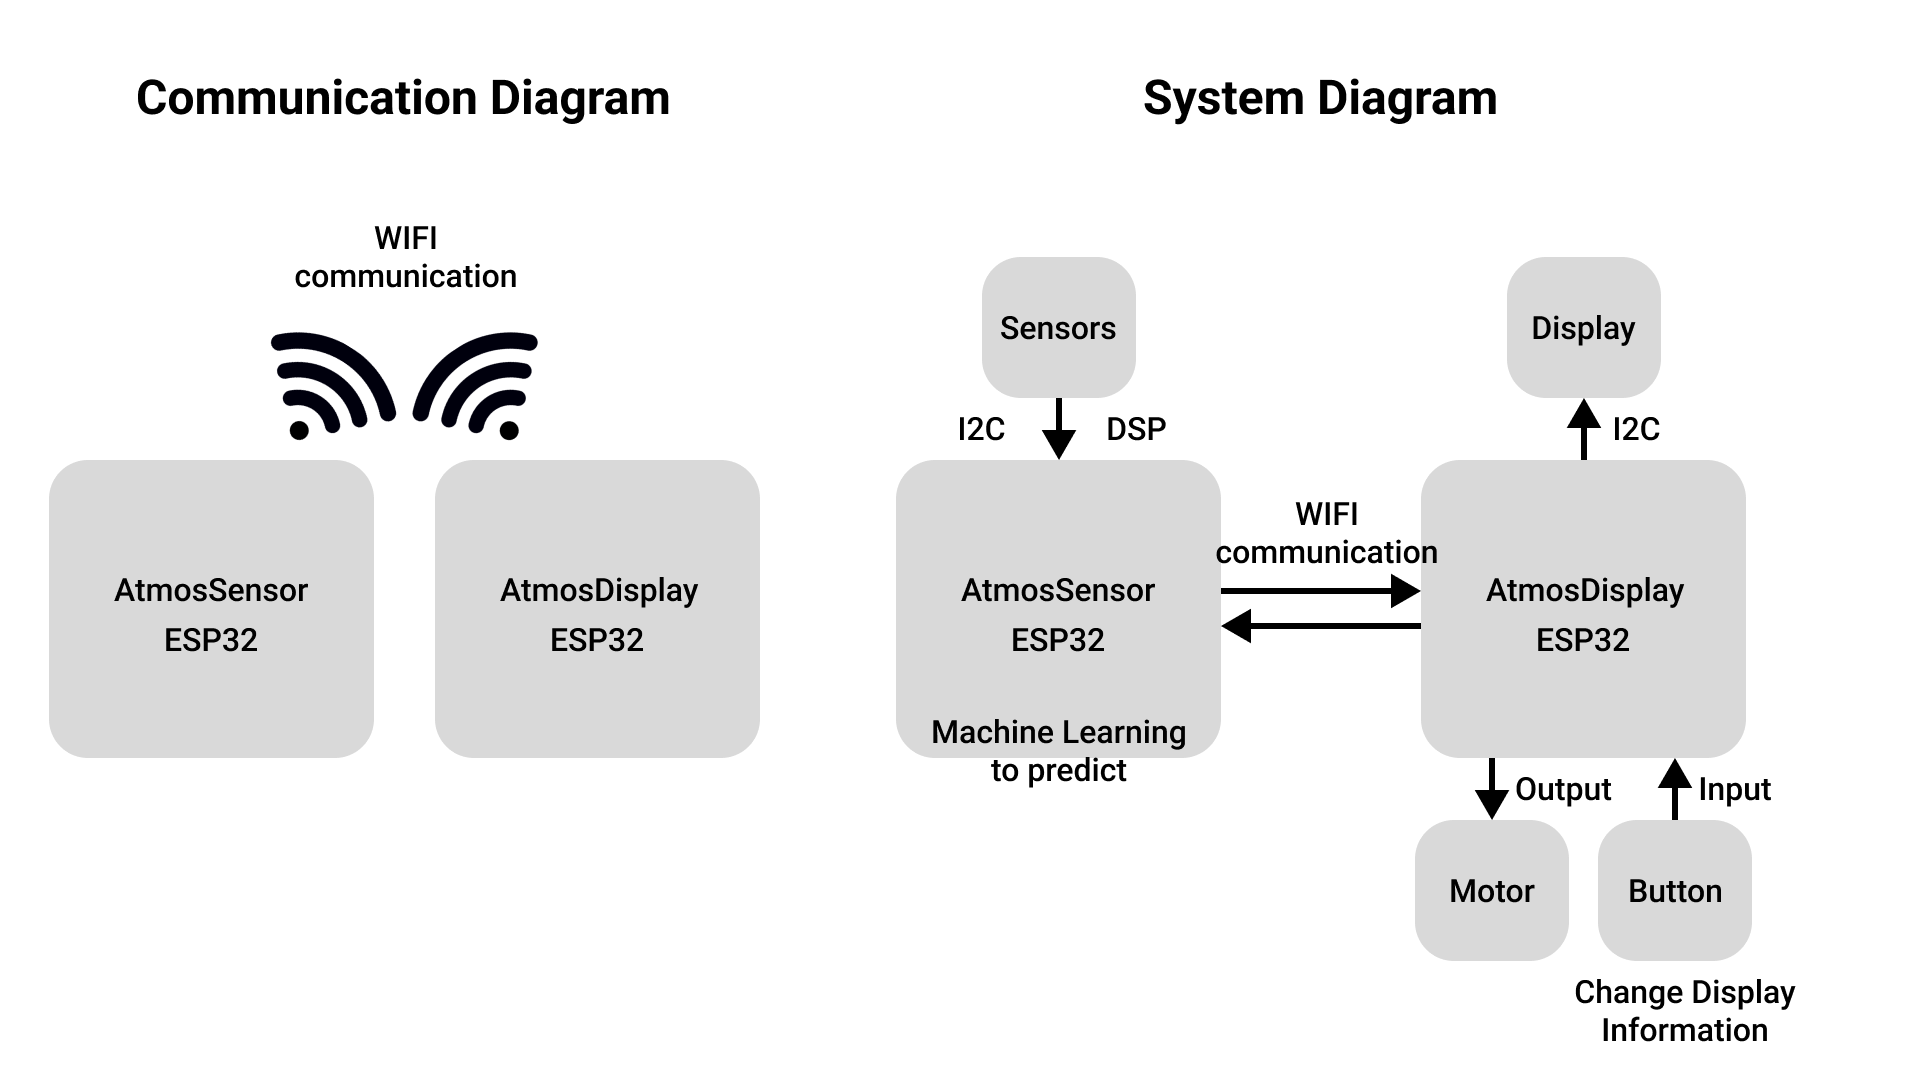 Communication Diagram
WIFI
communication
AtmosSensor
ESP32
AtmosDisplay
ESP32
System Diagram
Sensors
I2C
DSP
AtmosSensor
ESP32
Machine Learning
to predict
WIFI
communication
Display
I2C
AtmosDisplay
ESP32
Output
Input
Motor
Button
Change Display
Information